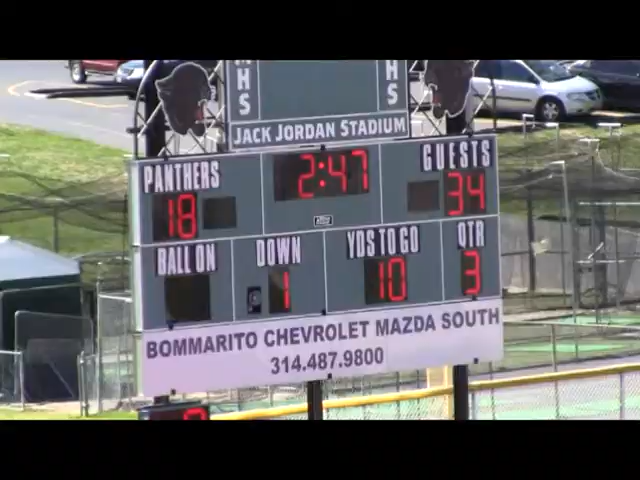 MHS HS
JACK JORDAN STADIUM
PANTHERS 2:47 GUESTS
18 34
BALL ON DOWN YDS TO GO QTR
1 10 3
BOMMARITO CHEVROLET MAZDA SOUTH
314.487.9800